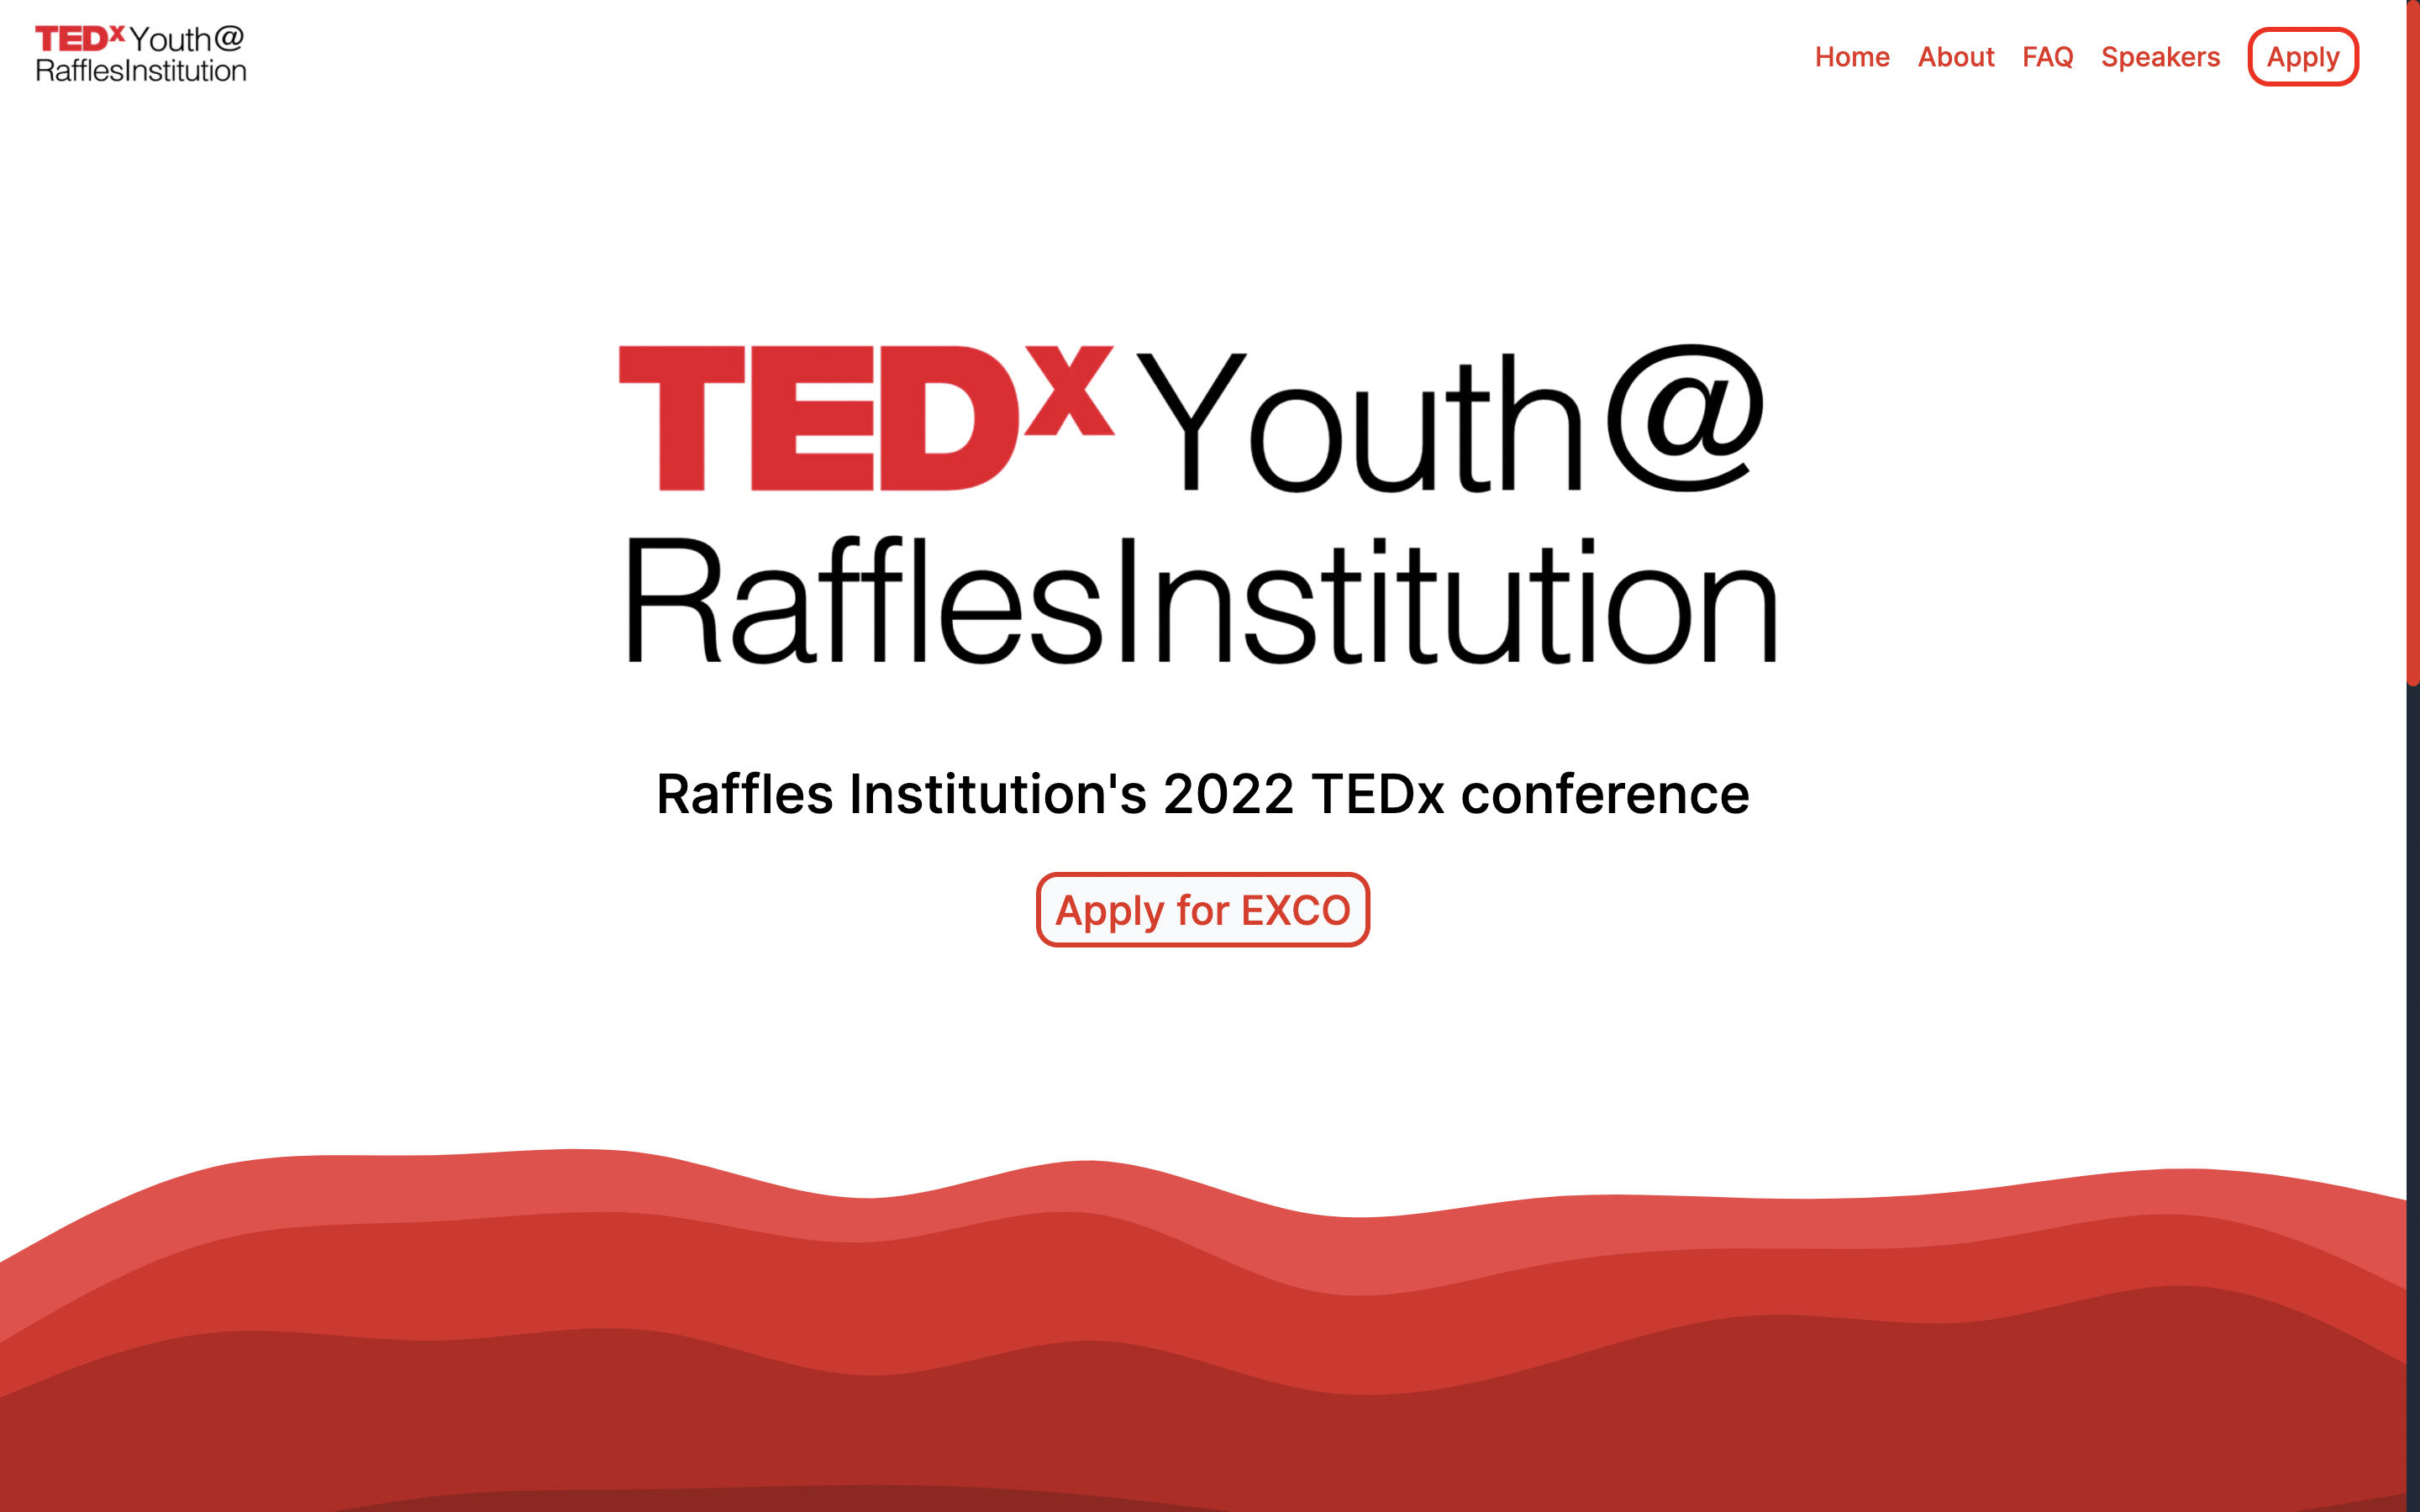 TEDx Youth@
RafflesInstitution
Home About FAQ Speakers Apply
TEDx Youth@
RafflesInstitution
Raffles Institution's 2022 TEDx conference
Apply for EXCO